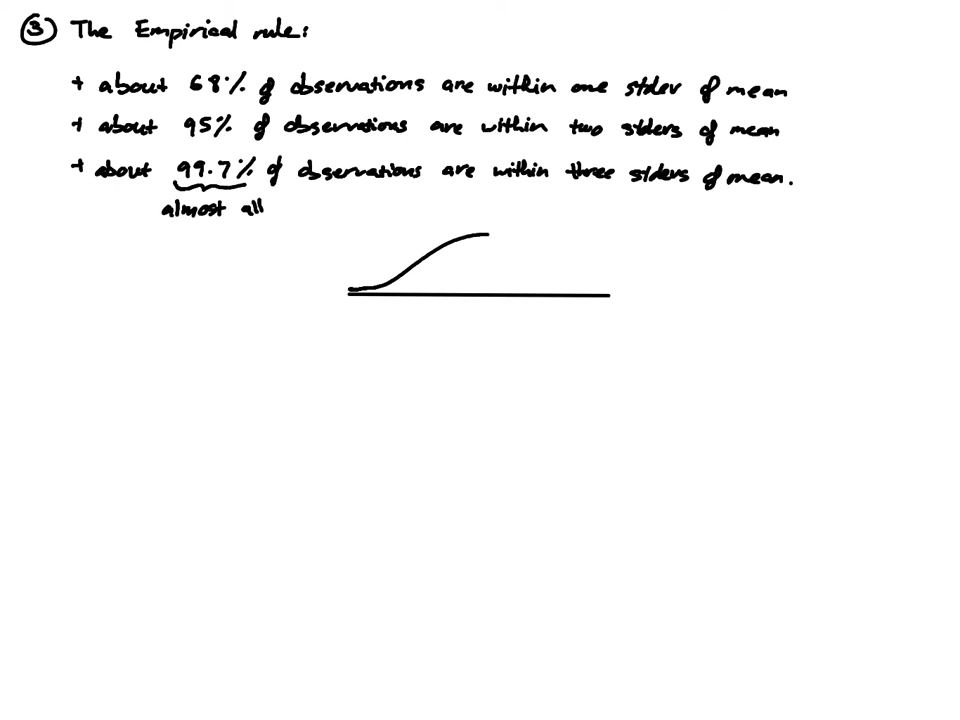 ③ The Empirical rule:
+ about 68% of observations are within one stdev of mean
+ about 95% of observations are within two stdevs of mean
+ about 99.7% of observations are within three stdevs of mean.
almost all